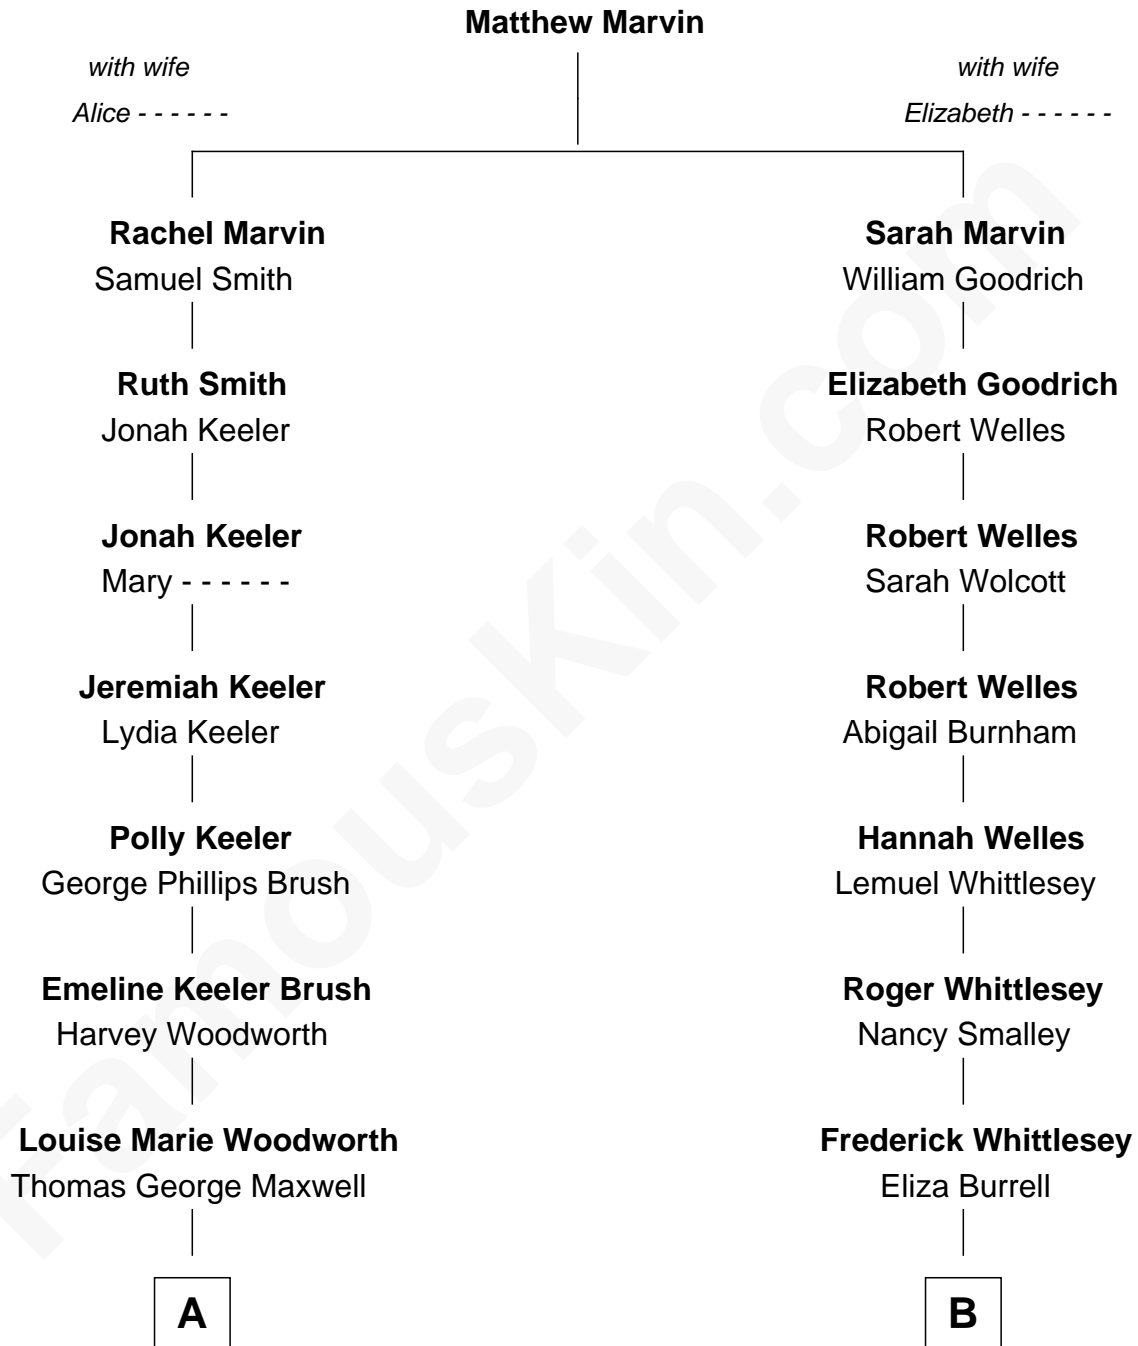 Matthew Marvin
with wife
Alice - - - - - -
with wife
Elizabeth - - - - - -
Rachel Marvin
Samuel Smith
Sarah Marvin
William Goodrich
Ruth Smith
Jonah Keeler
Elizabeth Goodrich
Robert Welles
Jonah Keeler
Mary - - - - - -
Robert Welles
Sarah Wolcott
Jeremiah Keeler
Lydia Keeler
Robert Welles
Abigail Burnham
Polly Keeler
George Phillips Brush
Hannah Welles
Lemuel Whittlesey
Emeline Keeler Brush
Harvey Woodworth
Roger Whittlesey
Nancy Smalley
Louise Marie Woodworth
Thomas George Maxwell
Frederick Whittlesey
Eliza Burrell
A
B
FamousKin.com